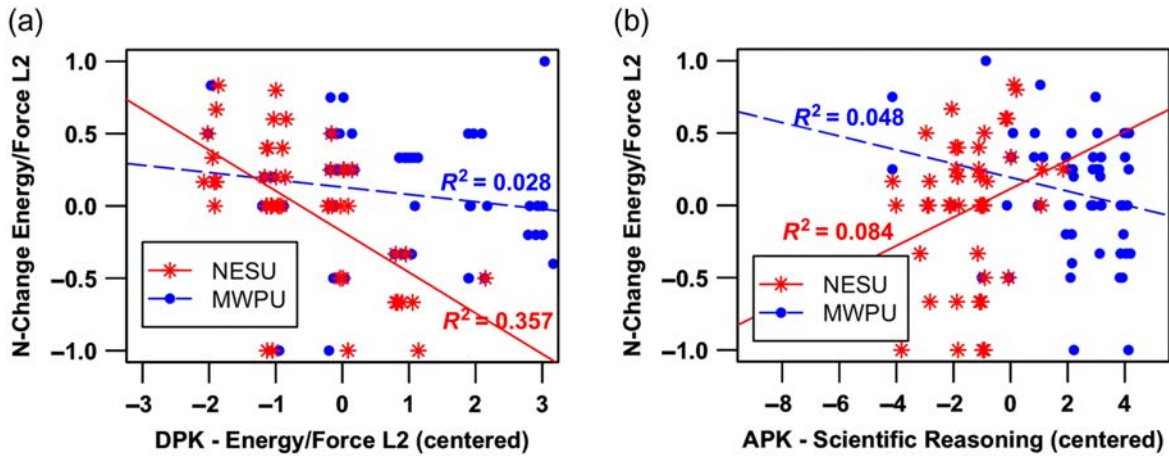 (a)
N-Change Energy/Force L2
1.0
0.5
0.0
−0.5
−1.0
R² = 0.028
NESU
MWPU
R² = 0.357
−3 −2 −1 0 1 2 3
DPK - Energy/Force L2 (centered)
(b)
N-Change Energy/Force L2
1.0
0.5
0.0
−0.5
−1.0
R² = 0.048
R² = 0.084
NESU
MWPU
−8 −6 −4 −2 0 2 4
APK - Scientific Reasoning (centered)